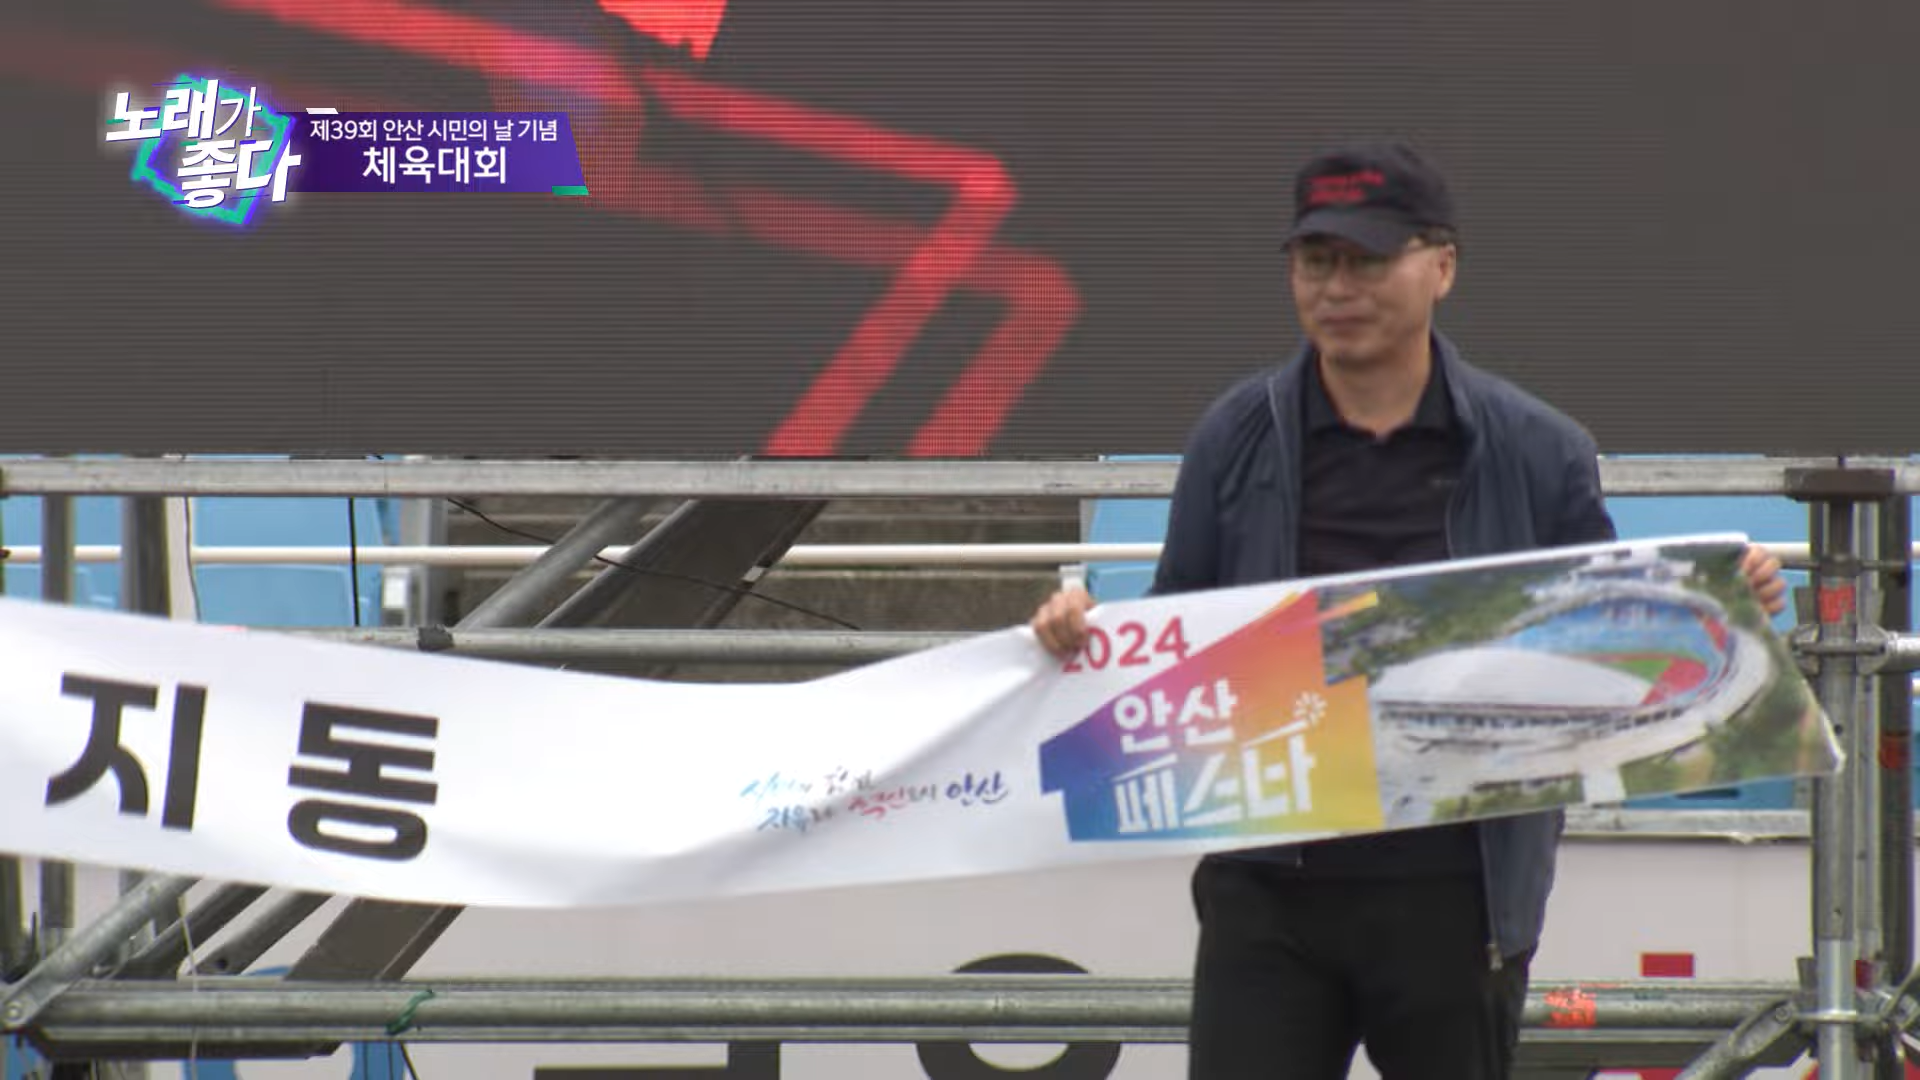 노래가
좋다
제39회 안산 시민의 날 기념
체육대회
지동
안산
2024
안산
페스타